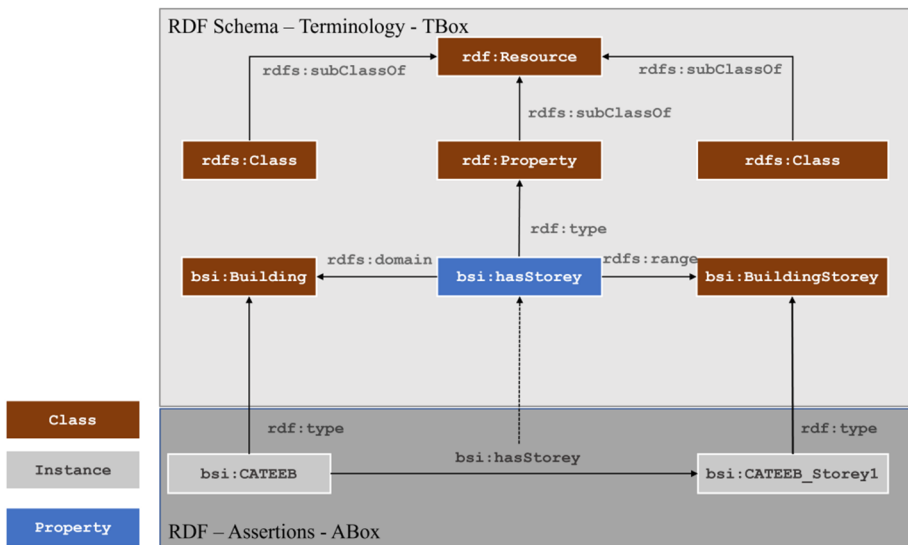 RDF Schema – Terminology - TBox
rdf:Resource
rdfs:subClassOf
rdfs:subClassOf
rdfs:subClassOf
rdfs:Class
rdf:Property
rdfs:Class
rdf:type
rdfs:domain
rdfs:range
bsi:Building
bsi:hasStorey
bsi:BuildingStorey
Class
rdf:type
rdf:type
bsi:hasStorey
Instance
bsi:CATEEB
bsi:CATEEB_Storey1
Property
RDF – Assertions - ABox